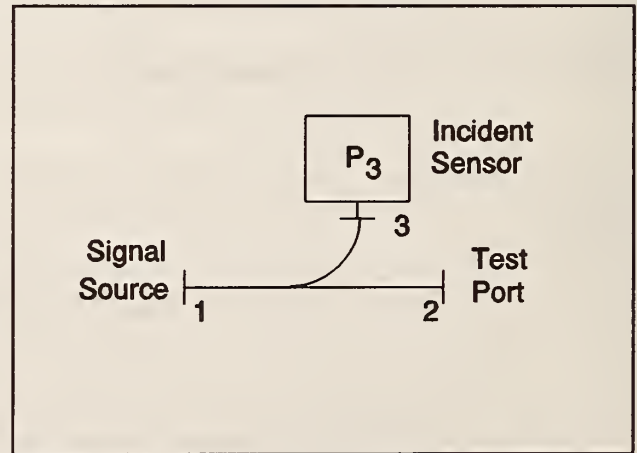 P3
Incident
Sensor
3
Signal
Source
1
2
Test
Port